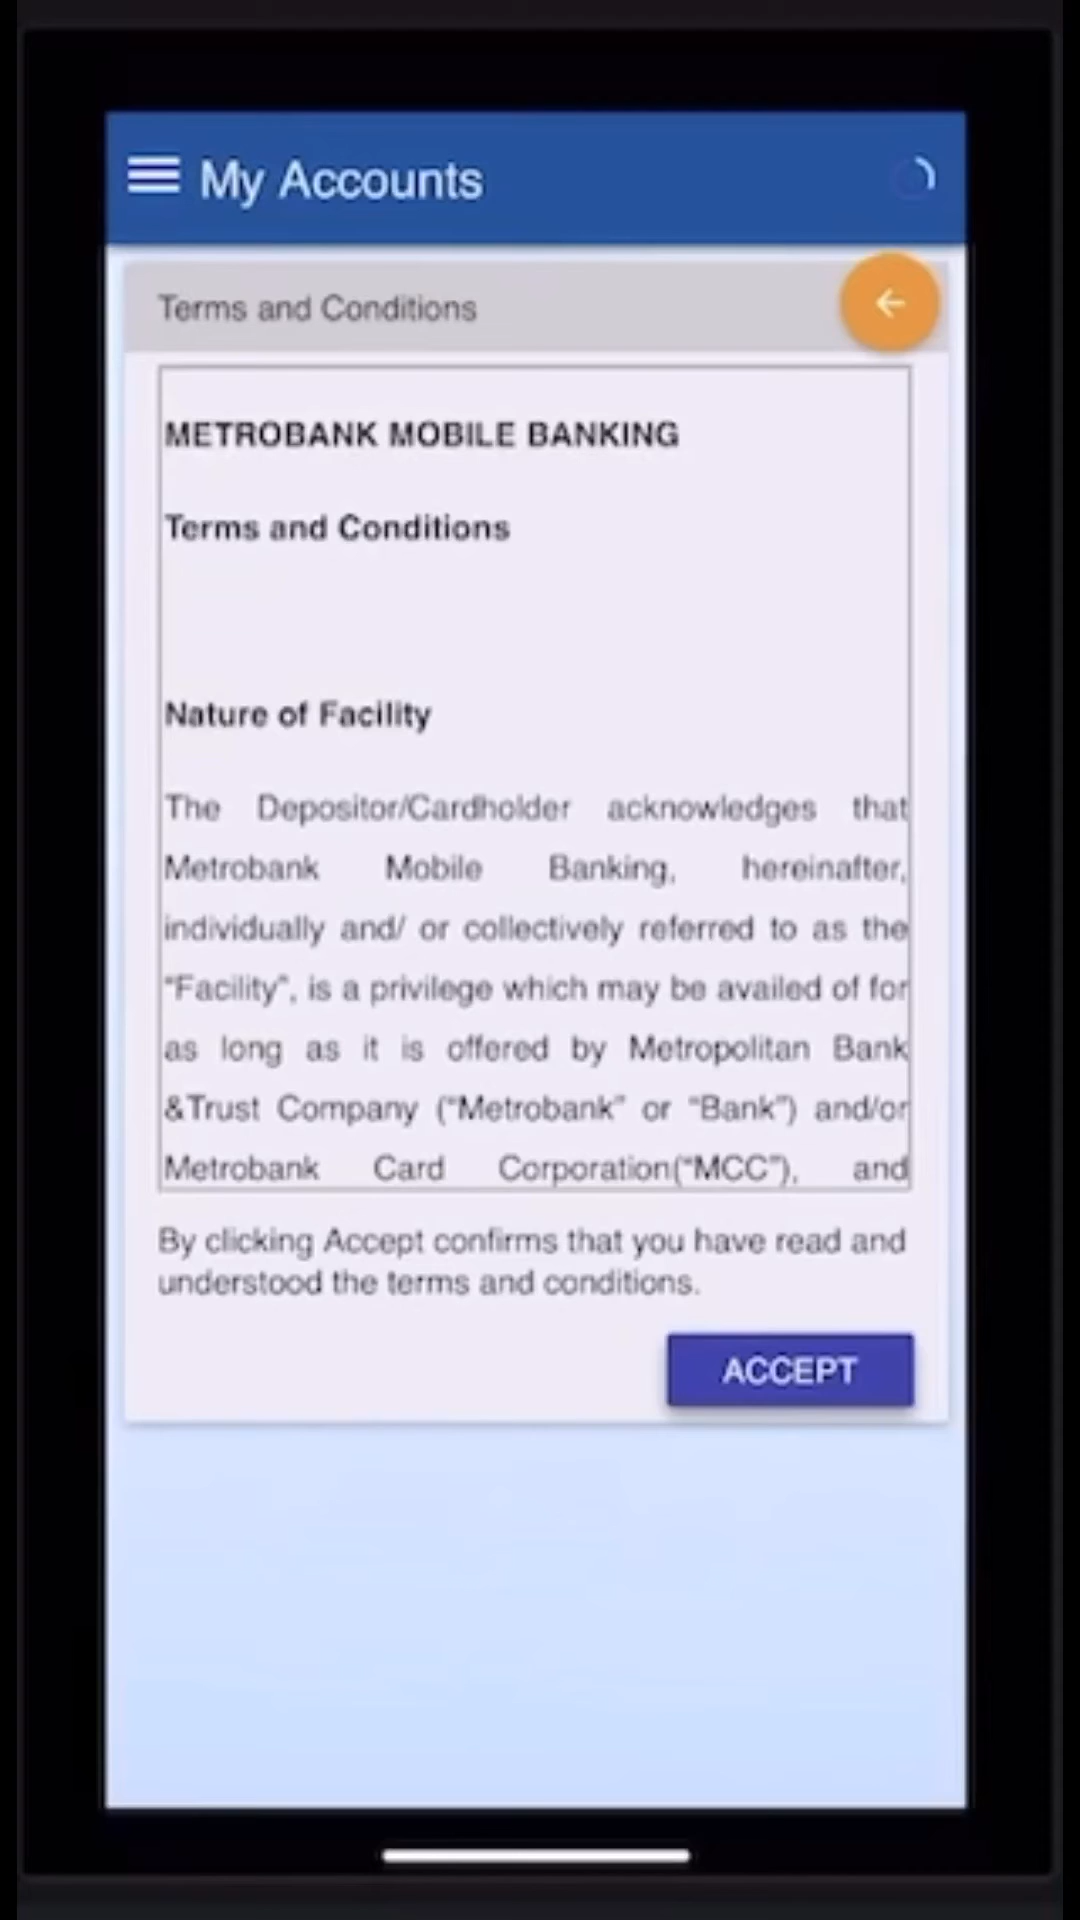 My Accounts
Terms and Conditions
METROBANK MOBILE BANKING
Terms and Conditions
Nature of Facility
The Depositor/Cardholder acknowledges that
Metrobank Mobile Banking, hereinafter,
individually and/ or collectively referred to as the
“Facility”, is a privilege which may be availed of for
as long as it is offered by Metropolitan Bank
&Trust Company (“Metrobank” or “Bank”) and/or
Metrobank Card Corporation(“MCC”), and
By clicking Accept confirms that you have read and
understood the terms and conditions.
ACCEPT